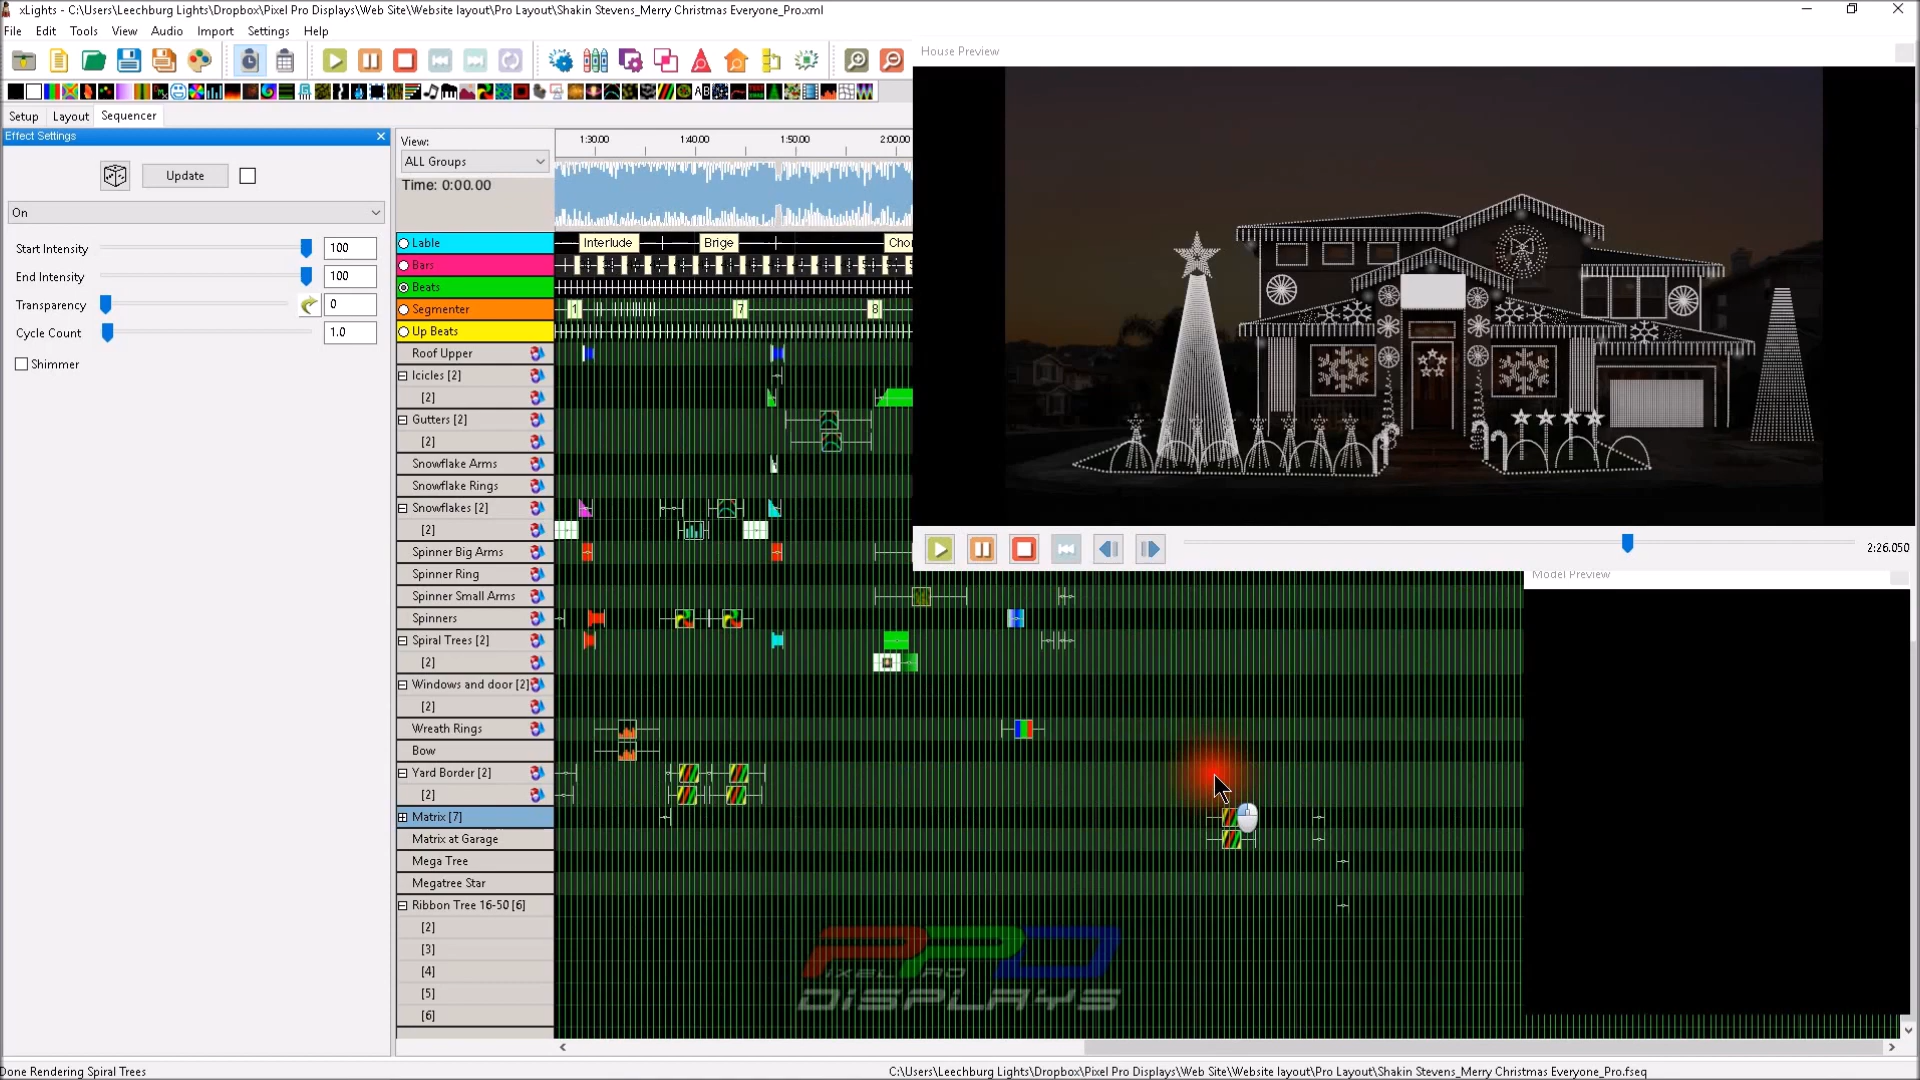 xLights - C:\Users\Leechburg Lights\Dropbox\Pixel Pro Displays\Web Site\Website layout\Pro Layout\Shakin Stevens_Merry Christmas Everyone_Pro.xml
File Edit Tools View Audio Import Settings Help
House Preview
Setup Layout Sequencer
Effect Settings
Update
On
Start Intensity 100
End Intensity 100
Transparency 0
Cycle Count 1.0
Shimmer
View:
ALL Groups
Time: 0:00.00
1:30.00 1:40.00 1:50.00 2:00.00
Lable Interlude Brige Cho
Bars
Beats
Segmenter 1 7 8
Up Beats
Roof Upper
Icicles [2]
[2]
Gutters [2]
[2]
Snowflake Arms
Snowflake Rings
Snowflakes [2]
[2]
Spinner Big Arms
Spinner Ring
Spinner Small Arms
Spinners
Spiral Trees [2]
[2]
Windows and door [2]
[2]
Wreath Rings
Bow
Yard Border [2]
[2]
Matrix [7]
Matrix at Garage
Mega Tree
Megatree Star
Ribbon Tree 16-50 [6]
[2]
[3]
[4]
[5]
[6]
2:26.050
Model Preview
PPD
PIXEL PRO
DISPLAYS
Done Rendering Spiral Trees
C:\Users\Leechburg Lights\Dropbox\Pixel Pro Displays\Web Site\Website layout\Pro Layout\Shakin Stevens_Merry Christmas Everyone_Pro.fseq